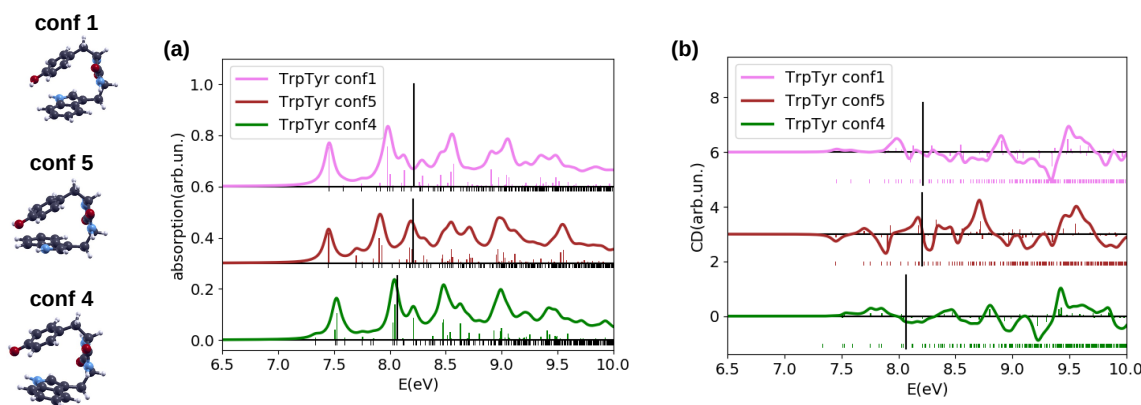 conf 1
conf 5
conf 4
(a)
TrpTyr conf1
TrpTyr conf5
TrpTyr conf4
absorption(arb.un.)
1.0
0.8
0.6
0.4
0.2
0.0
6.5 7.0 7.5 8.0 8.5 9.0 9.5 10.0
E(eV)
(b)
TrpTyr conf1
TrpTyr conf5
TrpTyr conf4
CD(arb.un.)
8
6
4
2
0
6.5 7.0 7.5 8.0 8.5 9.0 9.5 10.0
E(eV)